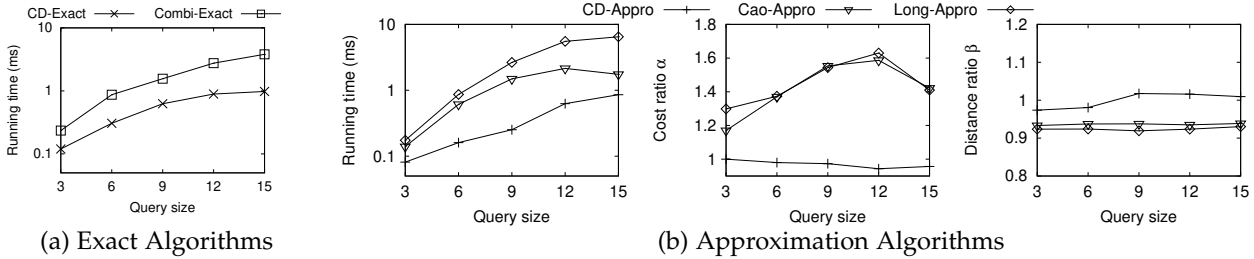 CD-Exact Combi-Exact
10
1
0.1
3 6 9 12 15
Running time (ms)
Query size
(a) Exact Algorithms
CD-Appro Cao-Appro Long-Appro
10
1
0.1
3 6 9 12 15
Running time (ms)
Query size
1.8
1.6
1.4
1.2
1
3 6 9 12 15
Cost ratio α
Query size
1.2
1.1
1
0.9
0.8
3 6 9 12 15
Distance ratio β
Query size
(b) Approximation Algorithms